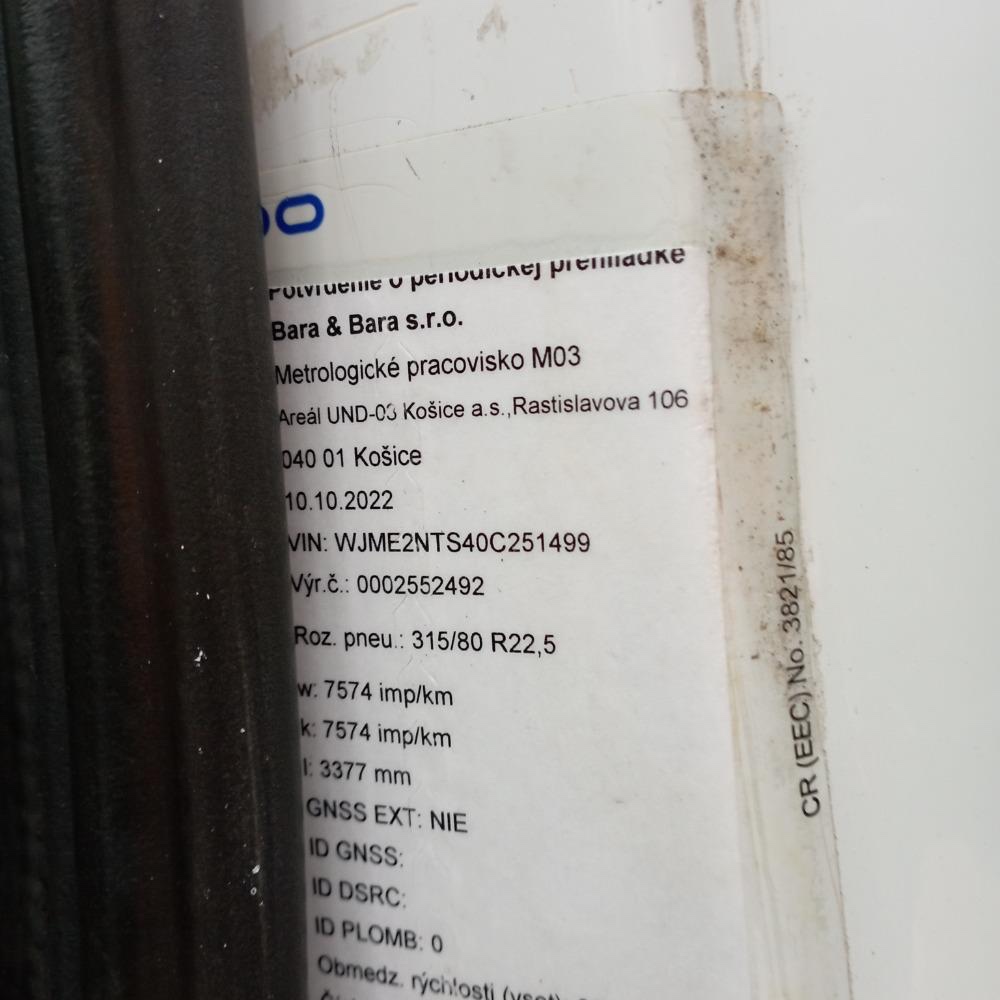 DO
Potvrdenie o periodickej prehliadke
Bara & Bara s.r.o.
Metrologické pracovisko M03
Areál UND-03 Košice a.s.,Rastislavova 106
040 01 Košice
10.10.2022
VIN: WJME2NTS40C251499
Výr.č.: 0002552492
Roz. pneu.: 315/80 R22,5
w: 7574 imp/km
k: 7574 imp/km
l: 3377 mm
GNSS EXT: NIE
ID GNSS:
ID DSRC:
ID PLOMB: 0
Obmedz. rýchlosti (vset)
CR (EEC) No. 3821/85